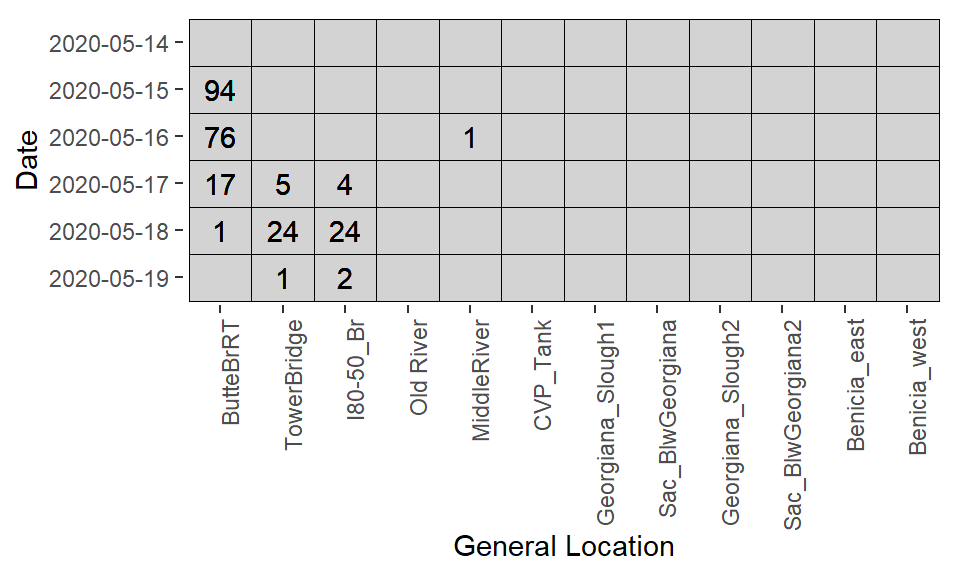 2020-05-14
2020-05-15 94
2020-05-16 76 1
2020-05-17 17 5 4
2020-05-18 1 24 24
2020-05-19 1 2
Date
ButteBrRT
TowerBridge
I80-50_Br
Old River
MiddleRiver
CVP_Tank
Georgiana_Slough1
Sac_BlwGeorgiana
Georgiana_Slough2
Sac_BlwGeorgiana2
Benicia_east
Benicia_west
General Location